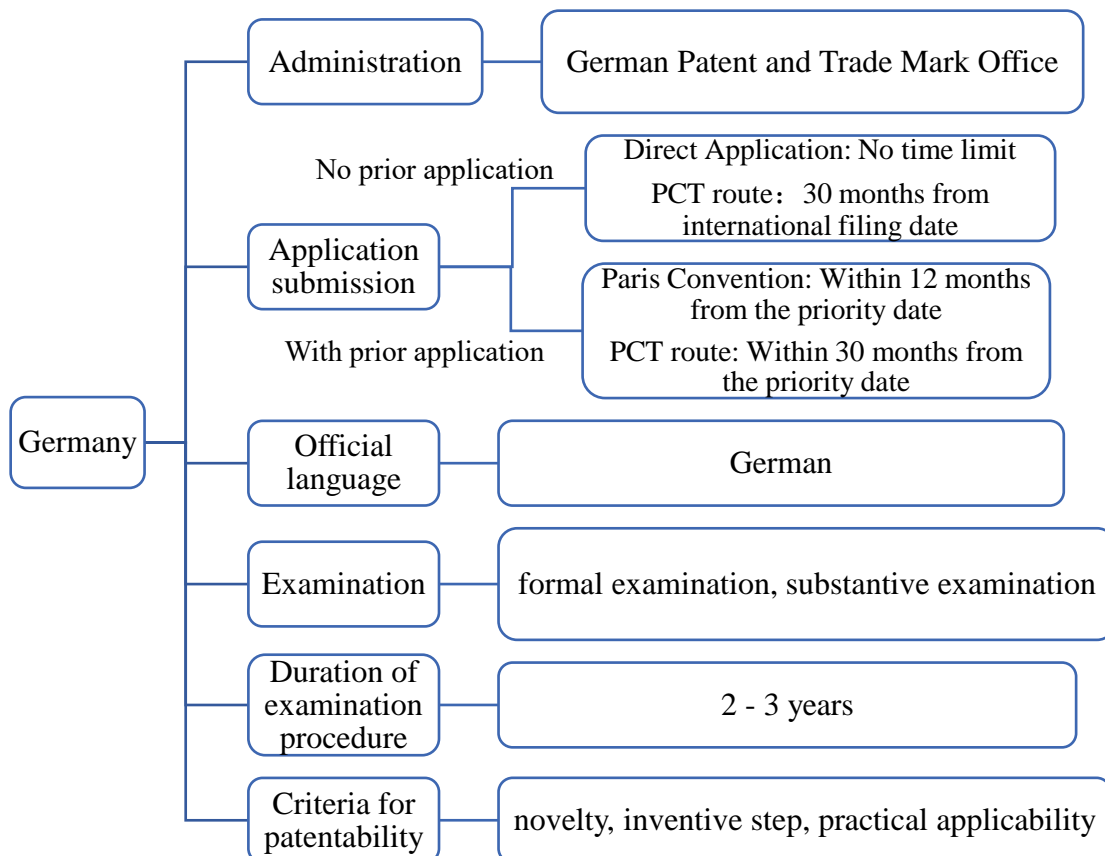 Germany
Administration
German Patent and Trade Mark Office
Application
submission
No prior application
Direct Application: No time limit
PCT route：30 months from
international filing date
With prior application
Paris Convention: Within 12 months
from the priority date
PCT route: Within 30 months from
the priority date
Official
language
German
Examination
formal examination, substantive examination
Duration of
examination
procedure
2 - 3 years
Criteria for
patentability
novelty, inventive step, practical applicability